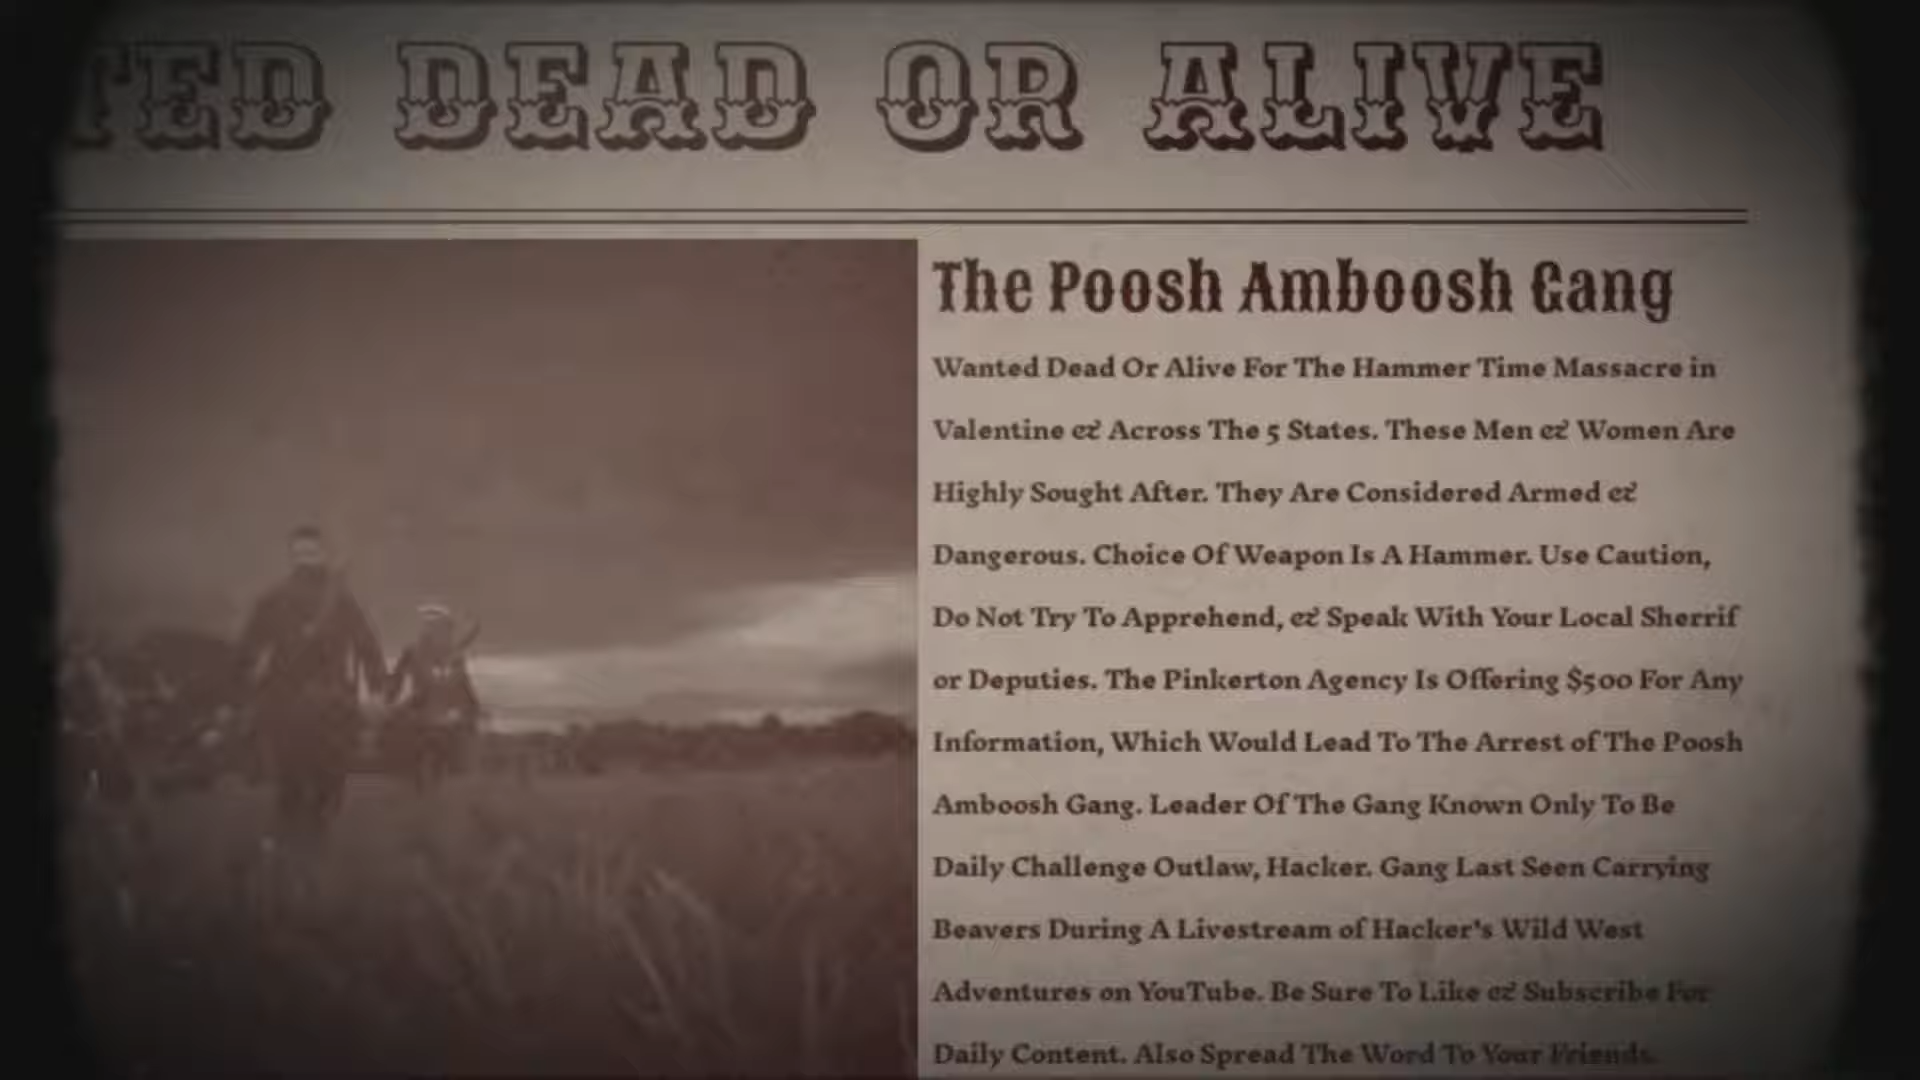 TED DEAD OR ALIVE
The Poosh Amboosh Gang
Wanted Dead Or Alive For The Hammer Time Massacre in
Valentine & Across The 5 States. These Men & Women Are
Highly Sought After. They Are Considered Armed &
Dangerous. Choice Of Weapon Is A Hammer. Use Caution,
Do Not Try To Apprehend, & Speak With Your Local Sherrif
or Deputies. The Pinkerton Agency Is Offering $500 For Any
Information, Which Would Lead To The Arrest of The Poosh
Amboosh Gang. Leader Of The Gang Known Only To Be
Daily Challenge Outlaw, Hacker. Gang Last Seen Carrying
Beavers During A Livestream of Hacker's Wild West
Adventures on YouTube. Be Sure To Like & Subscribe For
Daily Content. Also Spread The Word To Your Friends.